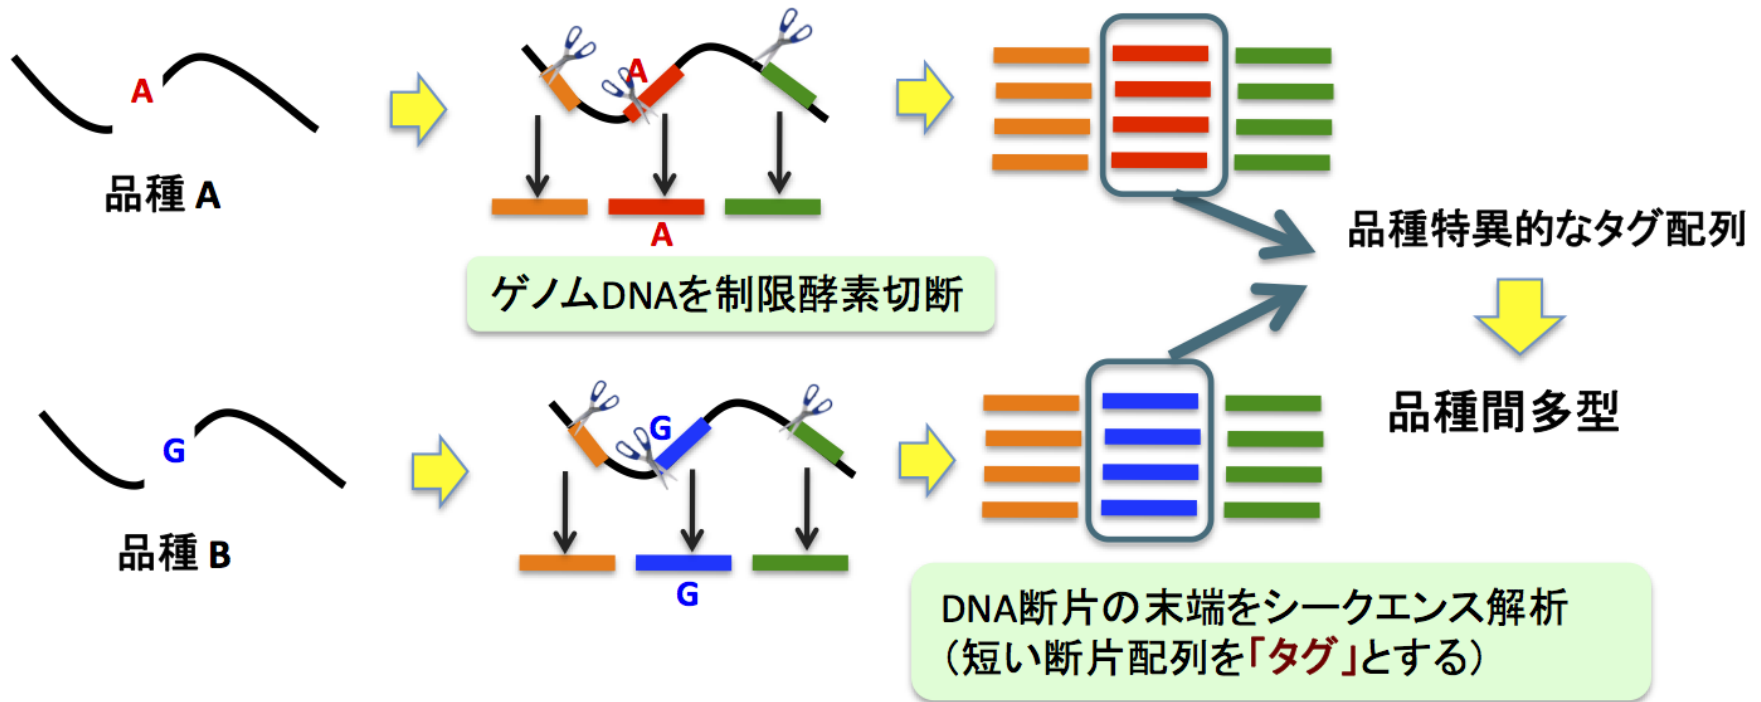 A
品種 A
A
A
ゲノムDNAを制限酵素切断
品種特異的なタグ配列
品種間多型
G
品種 B
G
G
DNA断片の末端をシークエンス解析
（短い断片配列を「タグ」とする）